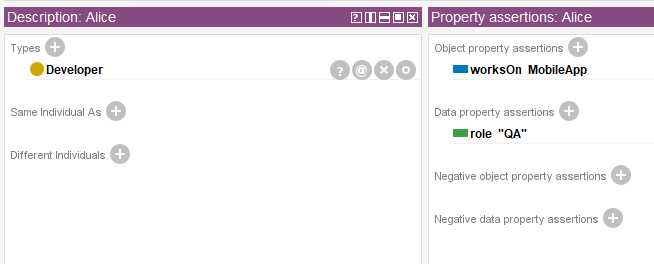 Description: Alice
Types
Developer
Same Individual As
Different Individuals
Property assertions: Alice
Object property assertions
worksOn MobileApp
Data property assertions
role "QA"
Negative object property assertions
Negative data property assertions